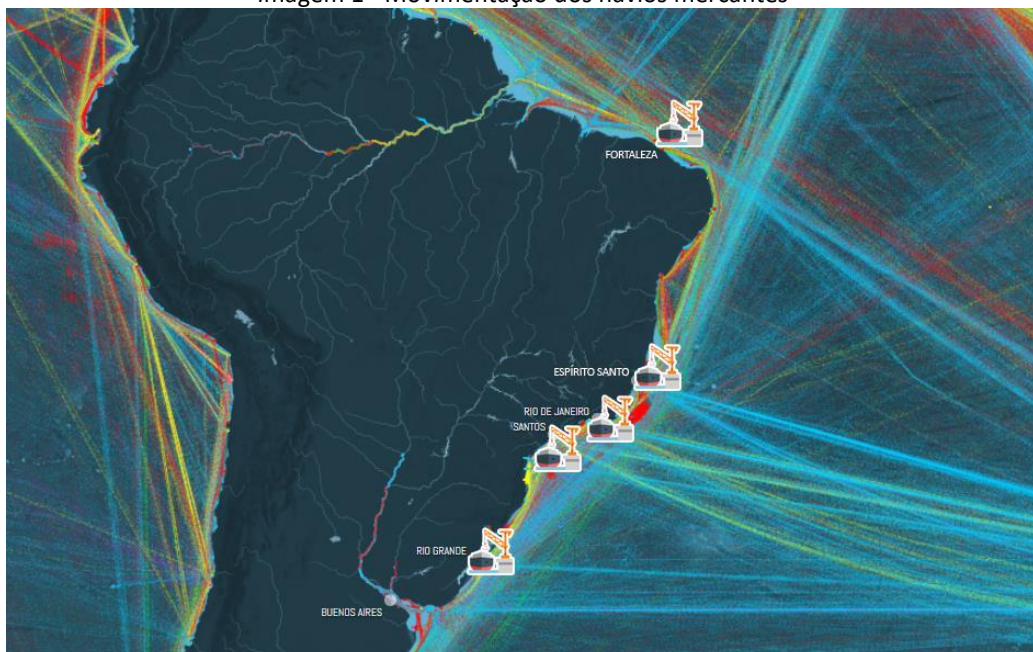 Imagem 1 - Movimentação dos navios mercantes
FORTALEZA
ESPÍRITO SANTO
RIO DE JANEIRO
SANTOS
RIO GRANDE
BUENOS AIRES